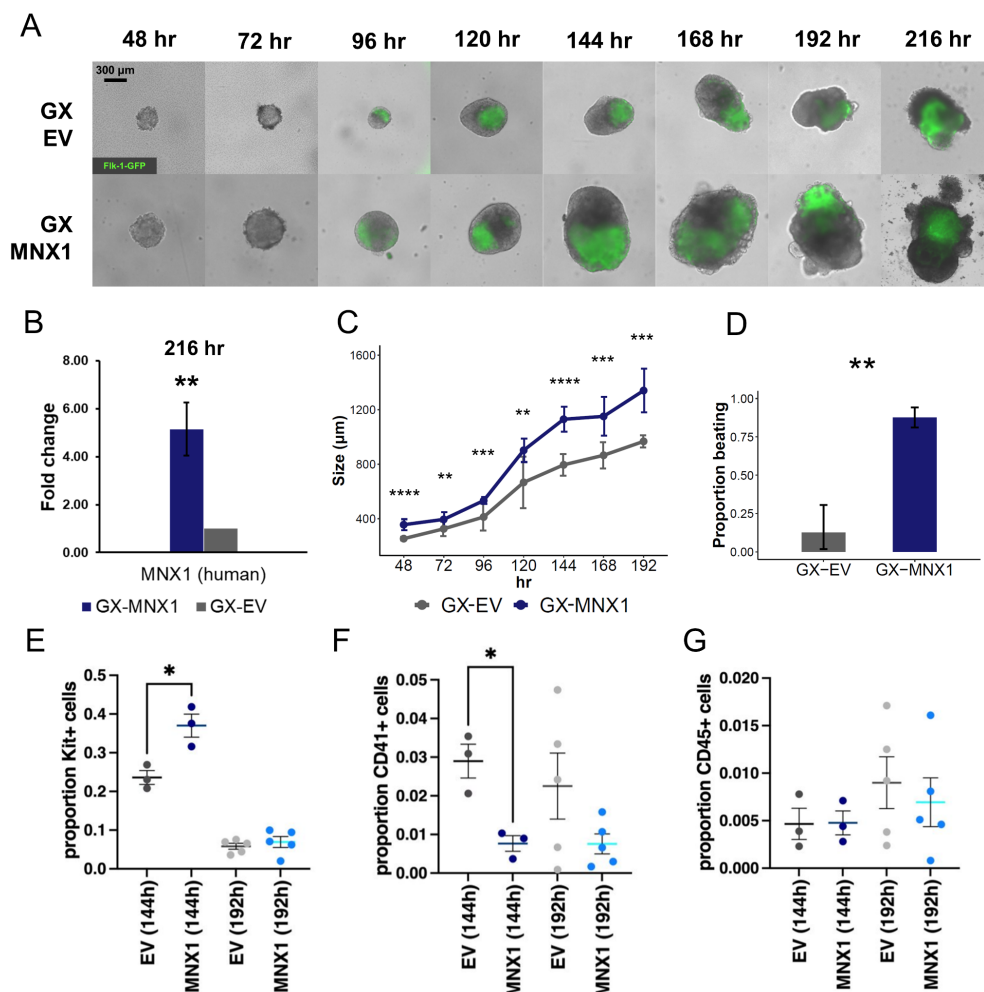 A
48 hr 72 hr 96 hr 120 hr 144 hr 168 hr 192 hr 216 hr
300 µm
GX
EV
Flk-1-GFP
GX
MNX1
B
216 hr
Fold change
8.00
6.00
4.00
2.00
0.00
**
MNX1 (human)
GX-MNX1 GX-EV
C
Size (µm)
1600
1200
800
400
**** ** *** ** **** *** ***
48 72 96 120 144 168 192
hr
GX-EV GX-MNX1
D
**
Proportion beating
1.00
0.75
0.50
0.25
0.00
GX-EV GX-MNX1
E
proportion Kit+ cells
0.5
0.4
0.3
0.2
0.1
0.0
*
EV (144h)
MNX1 (144h)
EV (192h)
MNX1 (192h)
F
proportion CD41+ cells
0.05
0.04
0.03
0.02
0.01
0.00
*
EV (144h)
MNX1 (144h)
EV (192h)
MNX1 (192h)
G
proportion CD45+ cells
0.020
0.015
0.010
0.005
0.000
EV (144h)
MNX1 (144h)
EV (192h)
MNX1 (192h)